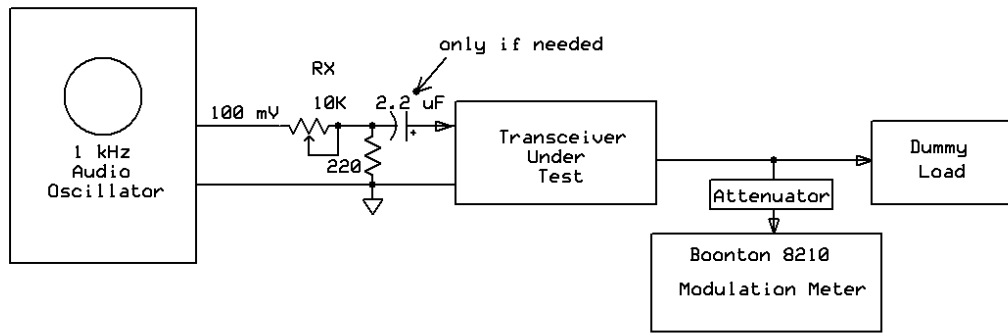 only if needed
RX
10K
2.2 uF
100 mV
+
220
1 kHz
Audio
Oscillator
Transceiver
Under
Test
Dummy
Load
Attenuator
Boonton 8210
Modulation Meter